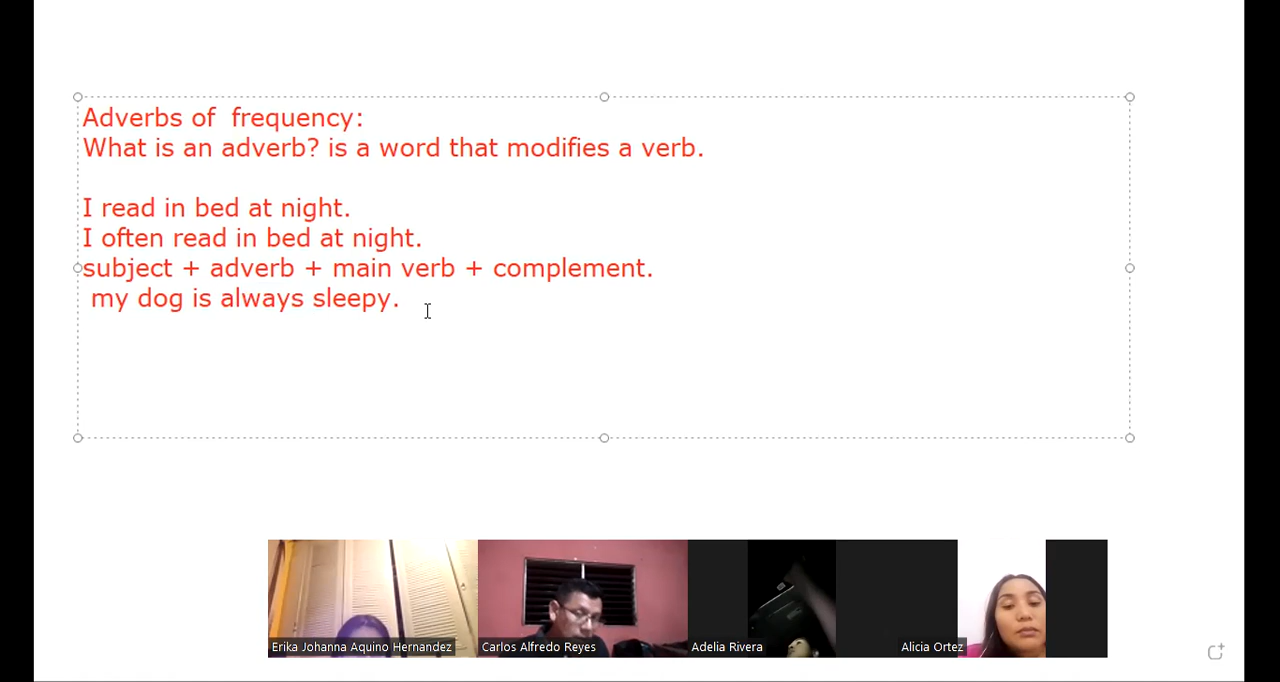 Adverbs of  frequency:
What is an adverb? is a word that modifies a verb.
I read in bed at night.
I often read in bed at night.
subject + adverb + main verb + complement.
my dog is always sleepy.
Erika Johanna Aquino Hernandez
Carlos Alfredo Reyes
Adelia Rivera
Alicia Ortez